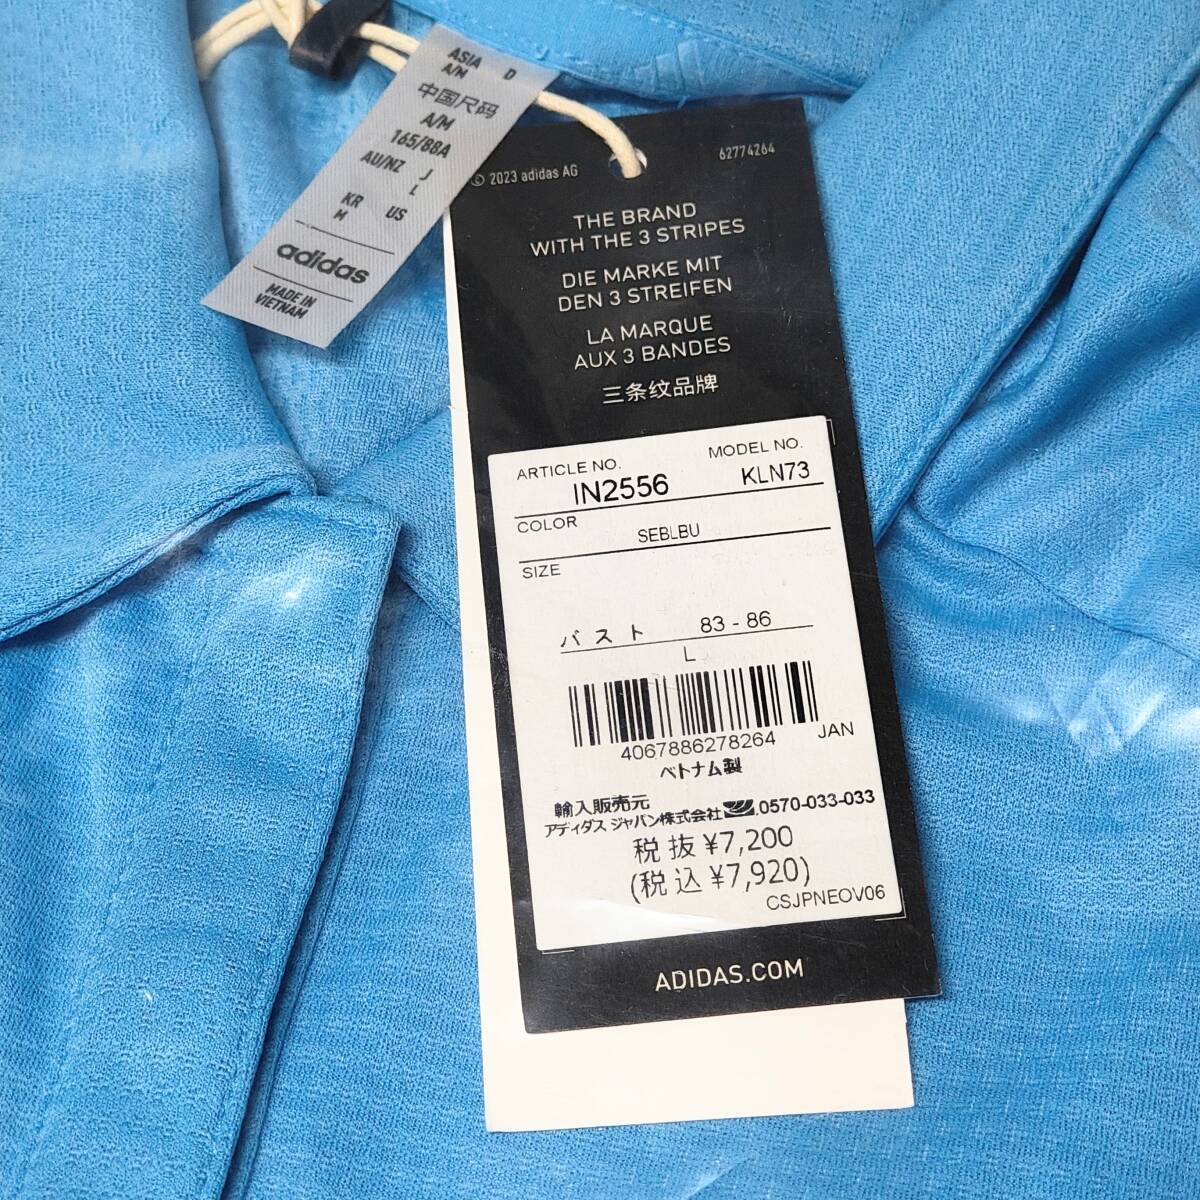 ASIA D
A/M
中国尺码
A/M
165/88A
AU/NZ J
L
KR US
M
adidas
MADE IN
VIETNAM
© 2023 adidas AG
62774264
THE BRAND
WITH THE 3 STRIPES
DIE MARKE MIT
DEN 3 STREIFEN
LA MARQUE
AUX 3 BANDES
三条纹品牌
ARTICLE NO. MODEL NO.
IN2556 KLN73
COLOR
SEBLBU
SIZE
バスト 83 - 86
L
4067886278264 JAN
ベトナム製
輸入販売元
アディダス ジャパン株式会社 0570-033-033
税抜 ¥7,200
(税込 ¥7,920)
CSJPNEOV06
ADIDAS.COM